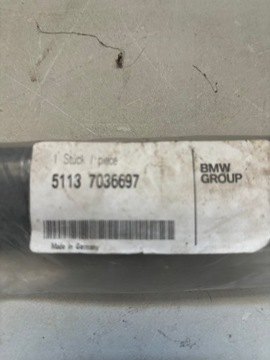 1 Stück / piece
5113 7036697
BMW
GROUP
Made in Germany